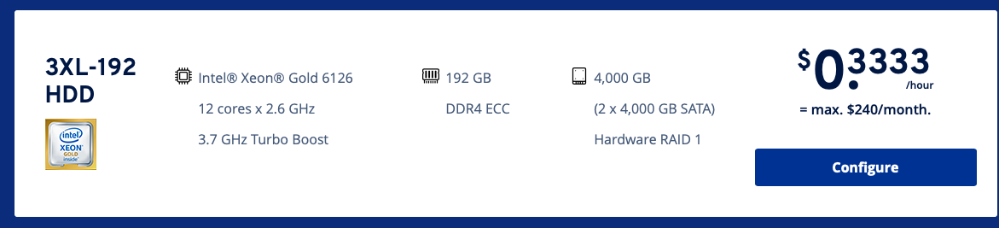 3XL-192
HDD
intel
XEON
GOLD
inside
Intel® Xeon® Gold 6126
12 cores x 2.6 GHz
3.7 GHz Turbo Boost
192 GB
DDR4 ECC
4,000 GB
(2 x 4,000 GB SATA)
Hardware RAID 1
$0.3333
/hour
= max. $240/month.
Configure